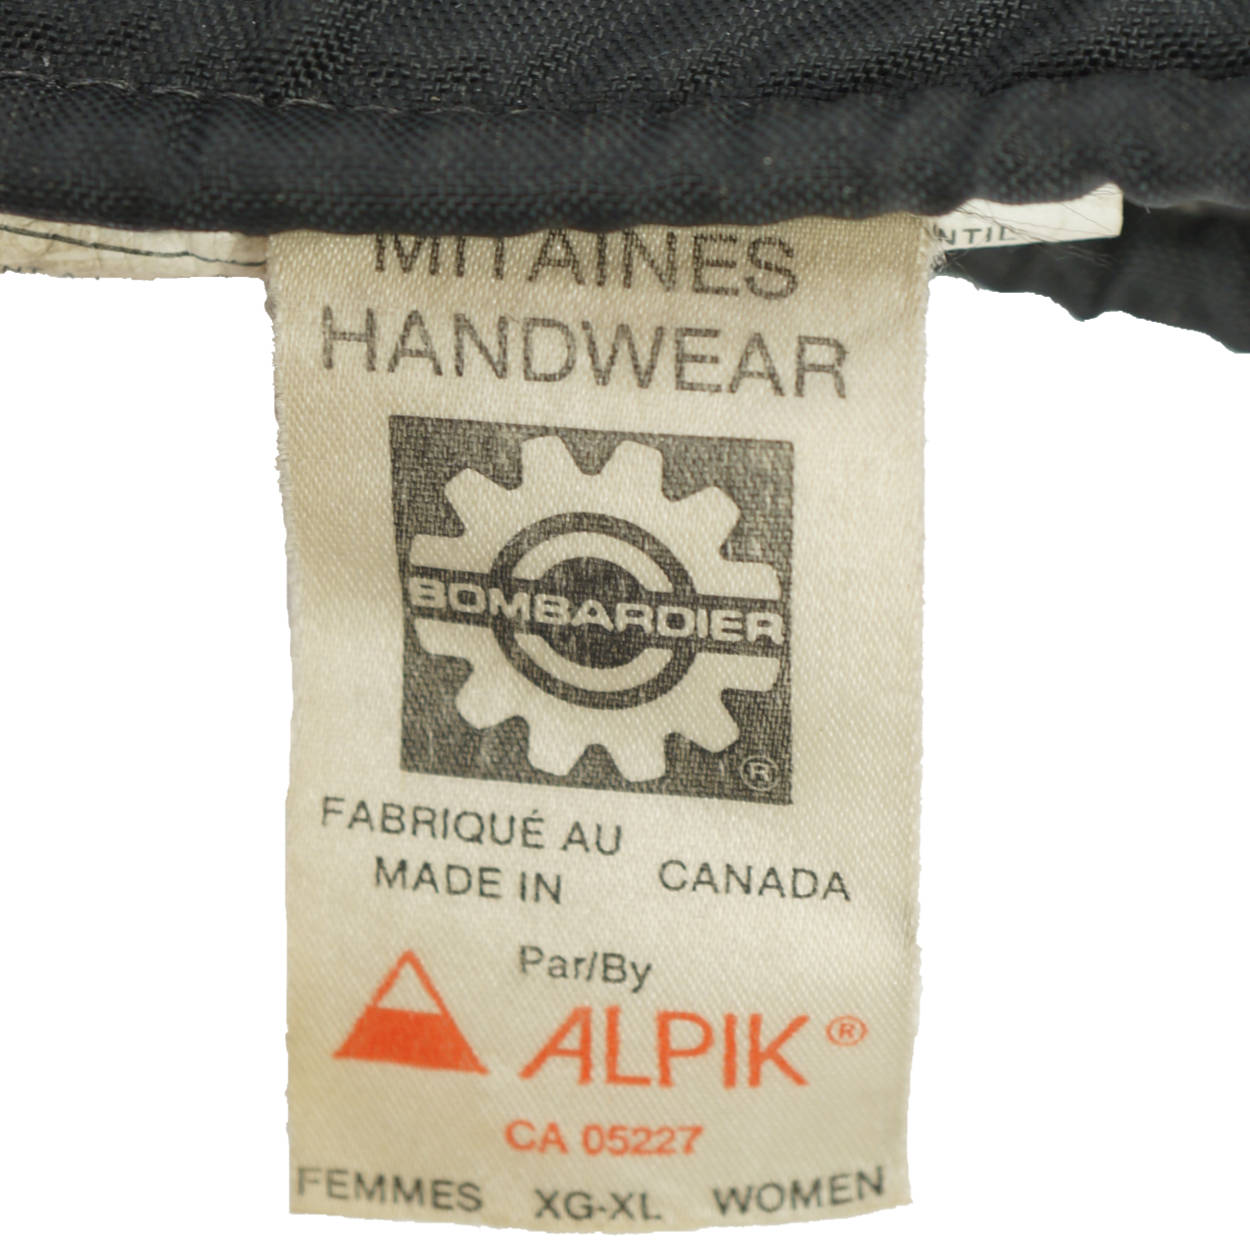 MITAINES
HANDWEAR
BOMBARDIER
®
FABRIQUÉ AU
MADE IN CANADA
Par/By
ALPIK ®
CA 05227
FEMMES XG-XL WOMEN